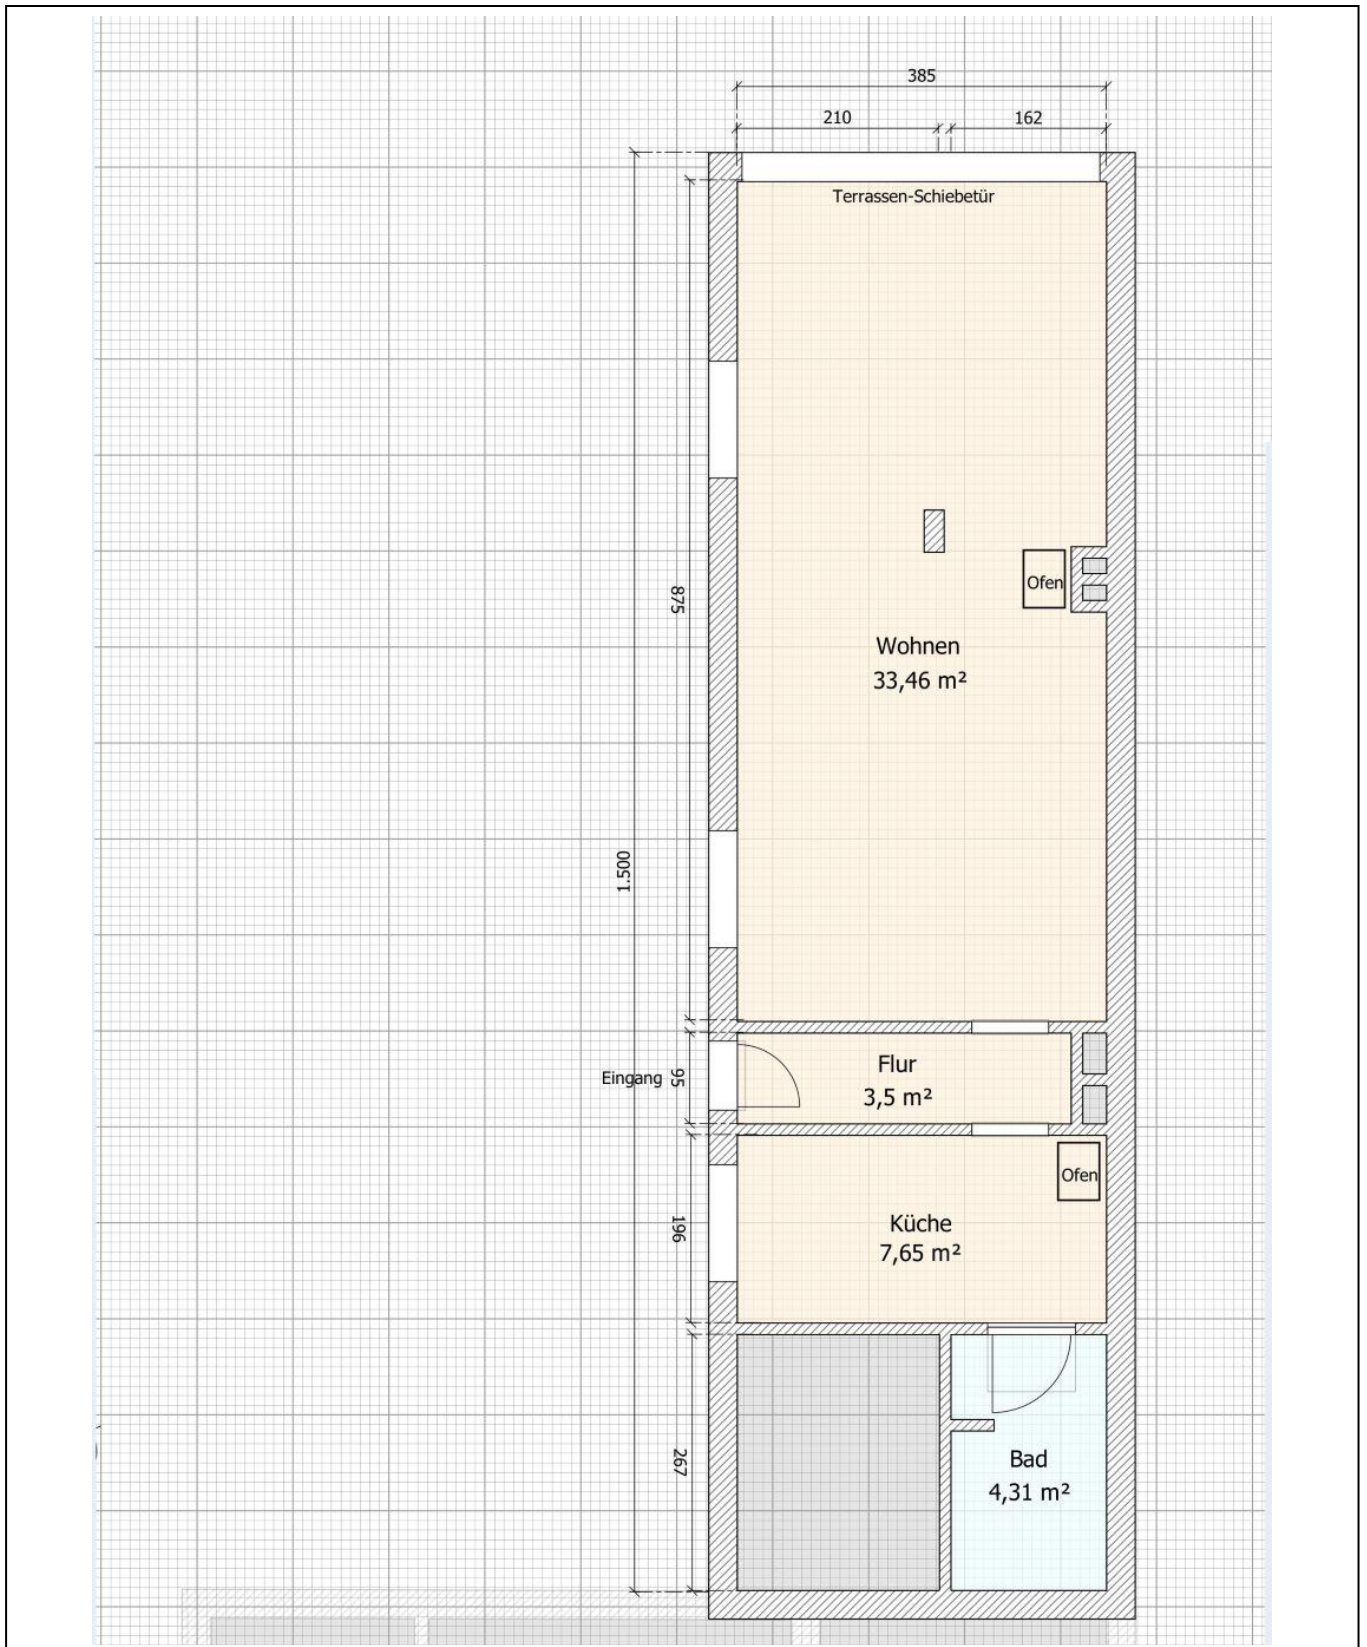 385
210
162
Terrassen-Schiebetür
875
Ofen
Wohnen
33,46 m²
1.500
Eingang
95
Flur
3,5 m²
Ofen
196
Küche
7,65 m²
267
Bad
4,31 m²